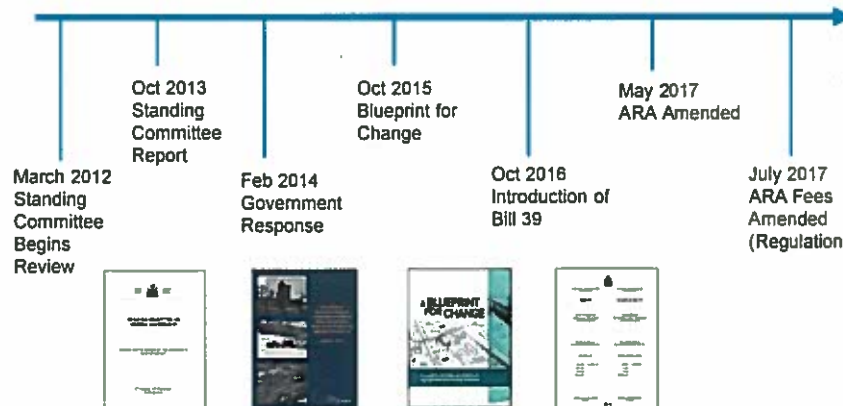 March 2012
Standing
Committee
Begins
Review
Oct 2013
Standing
Committee
Report
Feb 2014
Government
Response
Oct 2015
Blueprint for
Change
Oct 2016
Introduction of
Bill 39
May 2017
ARA Amended
July 2017
ARA Fees
Amended
(Regulation
A BLUEPRINT
FOR CHANGE